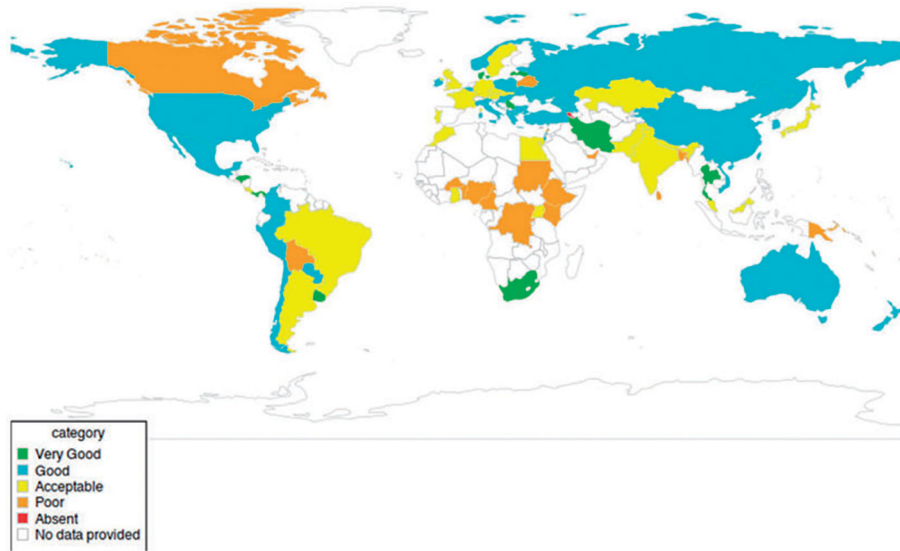 category
Very Good
Good
Acceptable
Poor
Absent
No data provided